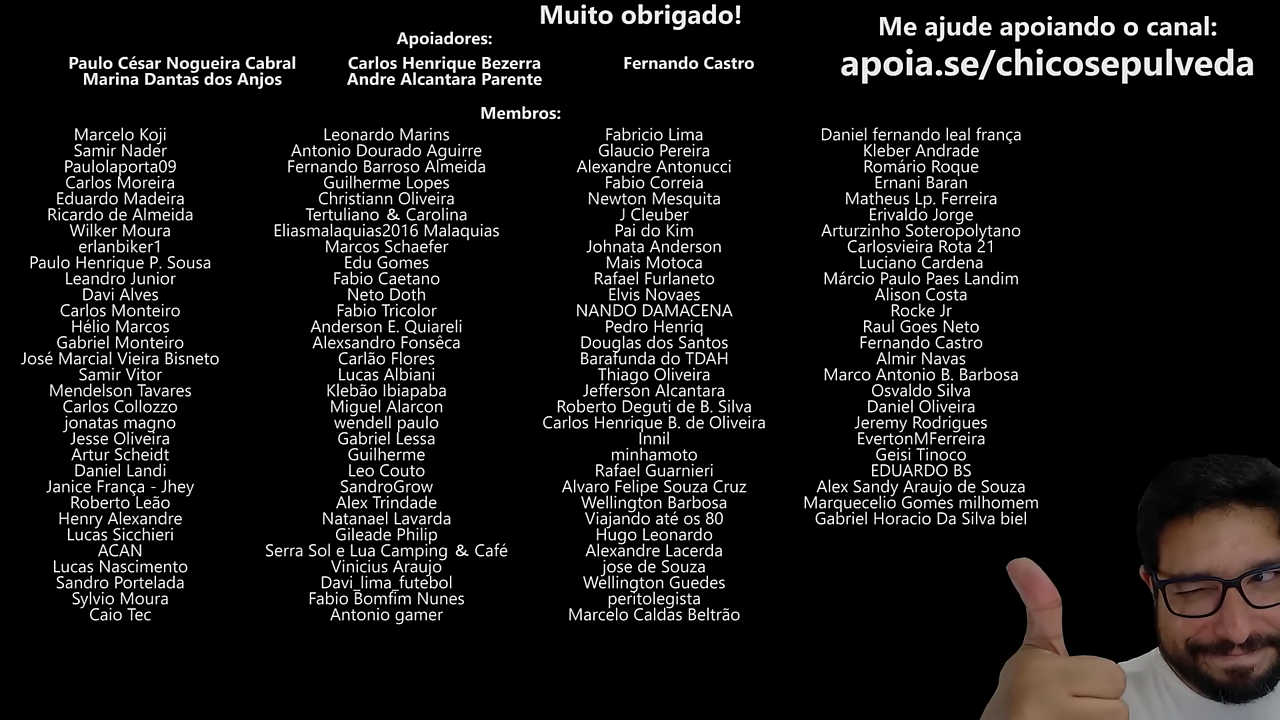 Muito obrigado!
Me ajude apoiando o canal:
apoia.se/chicosepulveda
Apoiadores:
Paulo César Nogueira Cabral
Marina Dantas dos Anjos
Carlos Henrique Bezerra
Andre Alcantara Parente
Fernando Castro
Membros:
Marcelo Koji
Samir Nader
Paulolaporta09
Carlos Moreira
Eduardo Madeira
Ricardo de Almeida
Wilker Moura
erlanbiker1
Paulo Henrique P. Sousa
Leandro Junior
Davi Alves
Carlos Monteiro
Hélio Marcos
Gabriel Monteiro
José Marcial Vieira Bisneto
Samir Vitor
Mendelson Tavares
Carlos Collozzo
jonatas magno
Jesse Oliveira
Artur Scheidt
Daniel Landi
Janice França - Jhey
Roberto Leão
Henry Alexandre
Lucas Sicchieri
ACAN
Lucas Nascimento
Sandro Portelada
Sylvio Moura
Caio Tec
Leonardo Marins
Antonio Dourado Aguirre
Fernando Barroso Almeida
Guilherme Lopes
Christiann Oliveira
Tertuliano & Carolina
Eliasmalaquias2016 Malaquias
Marcos Schaefer
Edu Gomes
Fabio Caetano
Neto Doth
Fabio Tricolor
Anderson E. Quiareli
Alexsandro Fonsêca
Carlão Flores
Lucas Albiani
Klebão Ibiapaba
Miguel Alarcon
wendell paulo
Gabriel Lessa
Guilherme
Leo Couto
SandroGrow
Alex Trindade
Natanael Lavarda
Gileade Philip
Serra Sol e Lua Camping & Café
Vinicius Araujo
Davi_lima_futebol
Fabio Bomfim Nunes
Antonio gamer
Fabricio Lima
Glaucio Pereira
Alexandre Antonucci
Fabio Correia
Newton Mesquita
J Cleuber
Pai do Kim
Johnata Anderson
Mais Motoca
Rafael Furlaneto
Elvis Novaes
NANDO DAMACENA
Pedro Henriq
Douglas dos Santos
Barafunda do TDAH
Thiago Oliveira
Jefferson Alcantara
Roberto Deguti de B. Silva
Carlos Henrique B. de Oliveira
Innil
minhamoto
Rafael Guarnieri
Alvaro Felipe Souza Cruz
Wellington Barbosa
Viajando até os 80
Hugo Leonardo
Alexandre Lacerda
jose de Souza
Wellington Guedes
peritolegista
Marcelo Caldas Beltrão
Daniel fernando leal frança
Kleber Andrade
Romário Roque
Ernani Baran
Matheus Lp. Ferreira
Erivaldo Jorge
Arturzinho Soteropolytano
Carlosvieira Rota 21
Luciano Cardena
Márcio Paulo Paes Landim
Alison Costa
Rocke Jr
Raul Goes Neto
Fernando Castro
Almir Navas
Marco Antonio B. Barbosa
Osvaldo Silva
Daniel Oliveira
Jeremy Rodrigues
EvertonMFerreira
Geisi Tinoco
EDUARDO BS
Alex Sandy Araujo de Souza
Marquecelio Gomes milhomem
Gabriel Horacio Da Silva biel